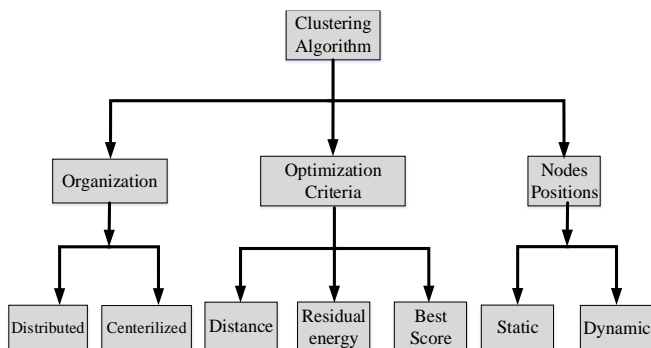 Clustering
Algorithm
Organization
Optimization
Criteria
Nodes
Positions
Distributed
Centerilized
Distance
Residual
energy
Best
Score
Static
Dynamic